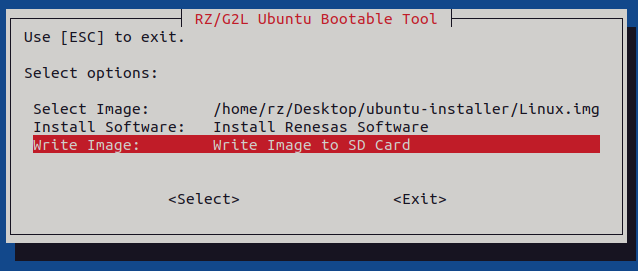 RZ/G2L Ubuntu Bootable Tool
Use [ESC] to exit.
Select options:
Select Image: /home/rz/Desktop/ubuntu-installer/Linux.img
Install Software: Install Renesas Software
Write Image: Write Image to SD Card
<Select> <Exit>